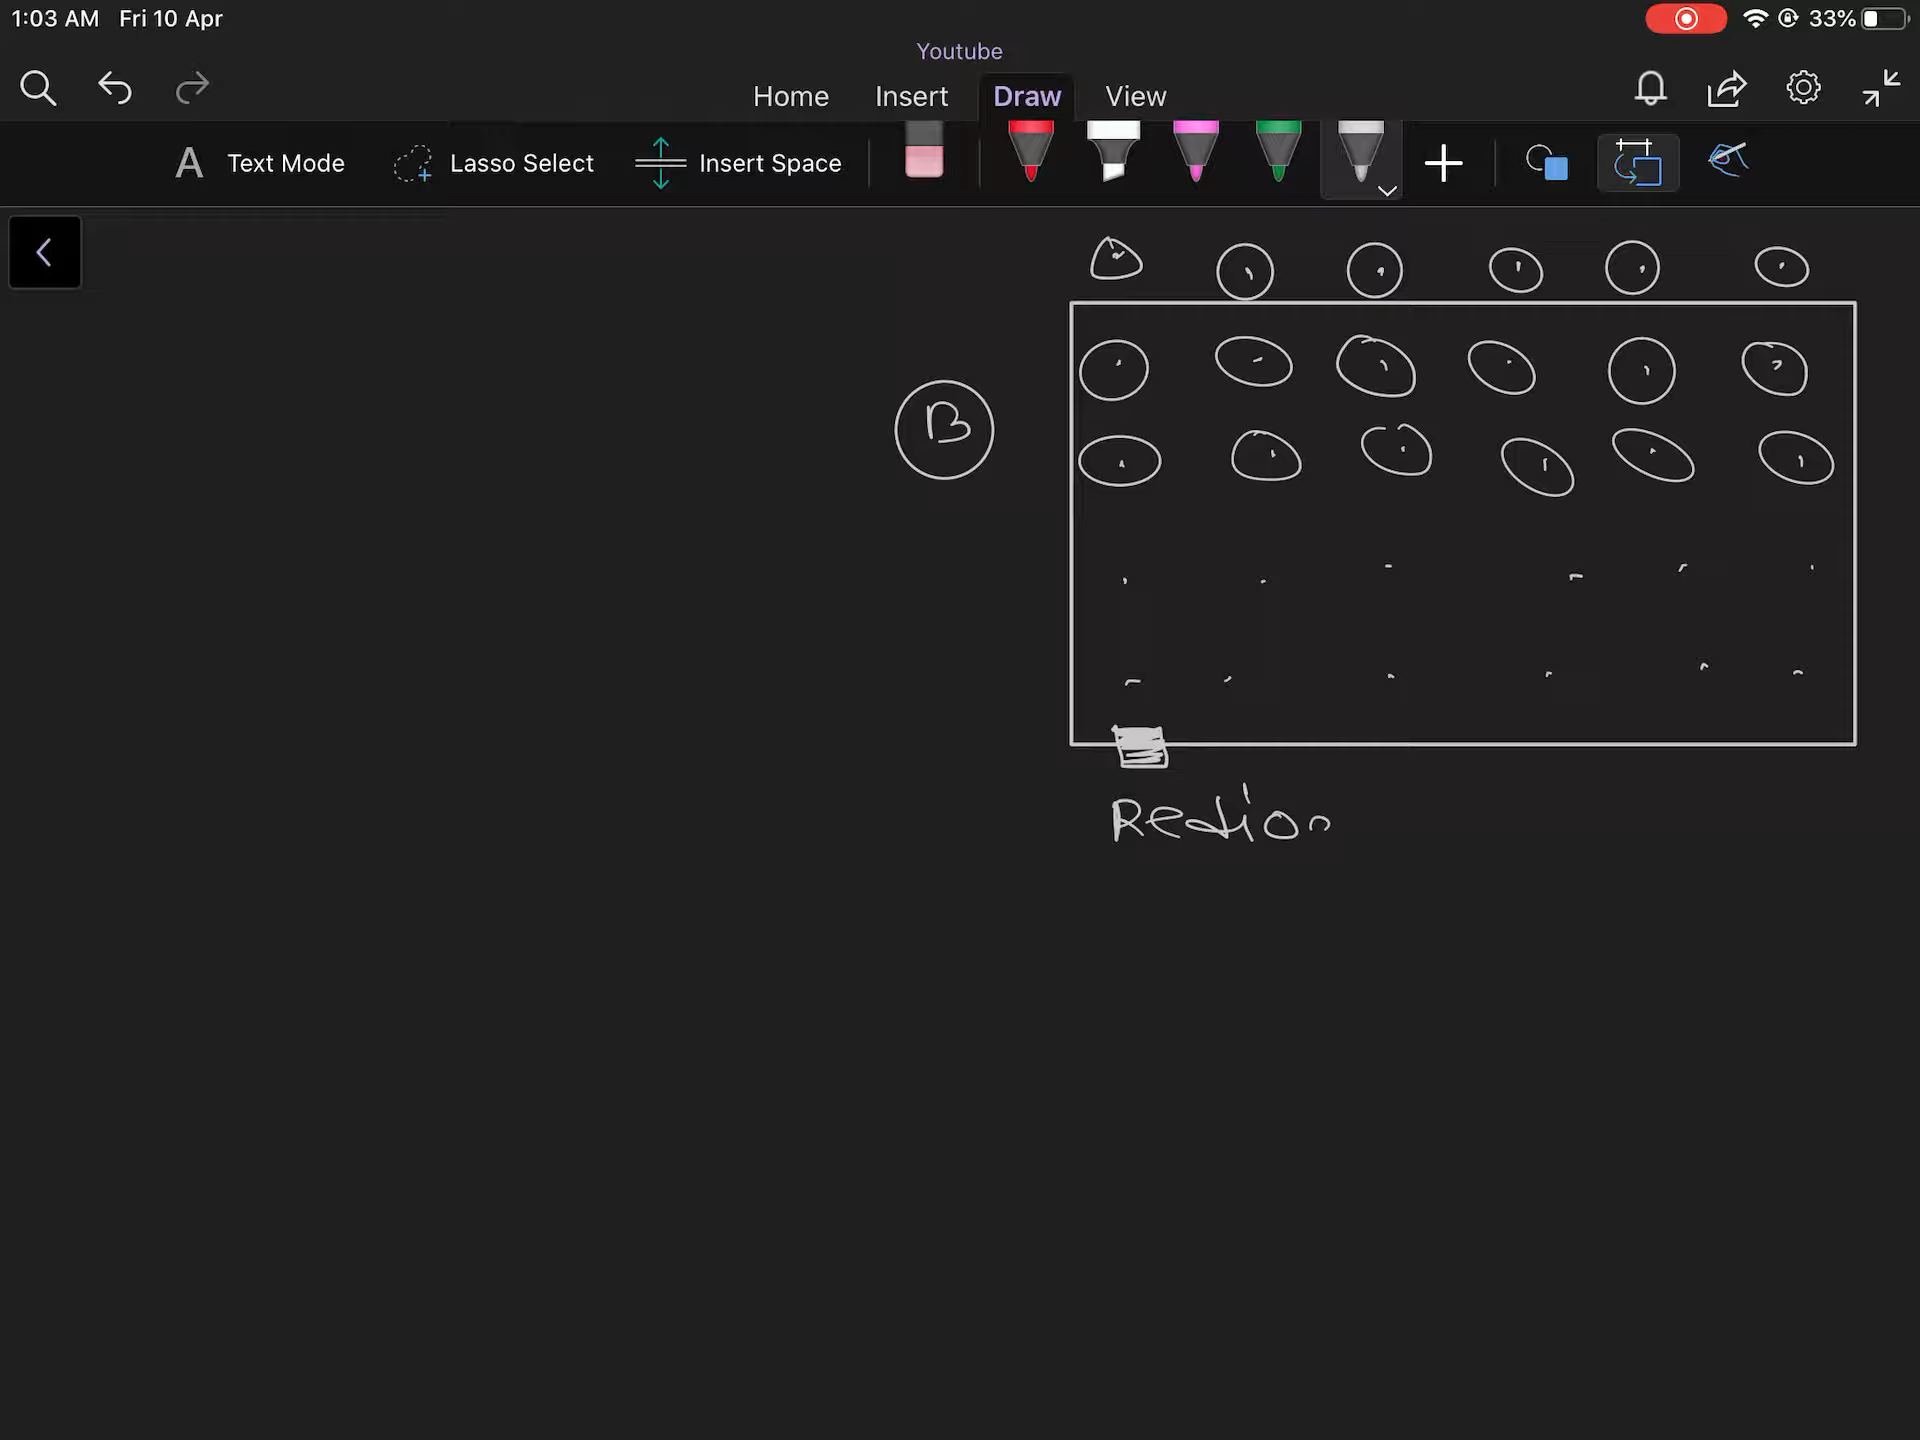 1:03 AM Fri 10 Apr 33%
Youtube
Home Insert Draw View
A Text Mode Lasso Select Insert Space
B
Redion